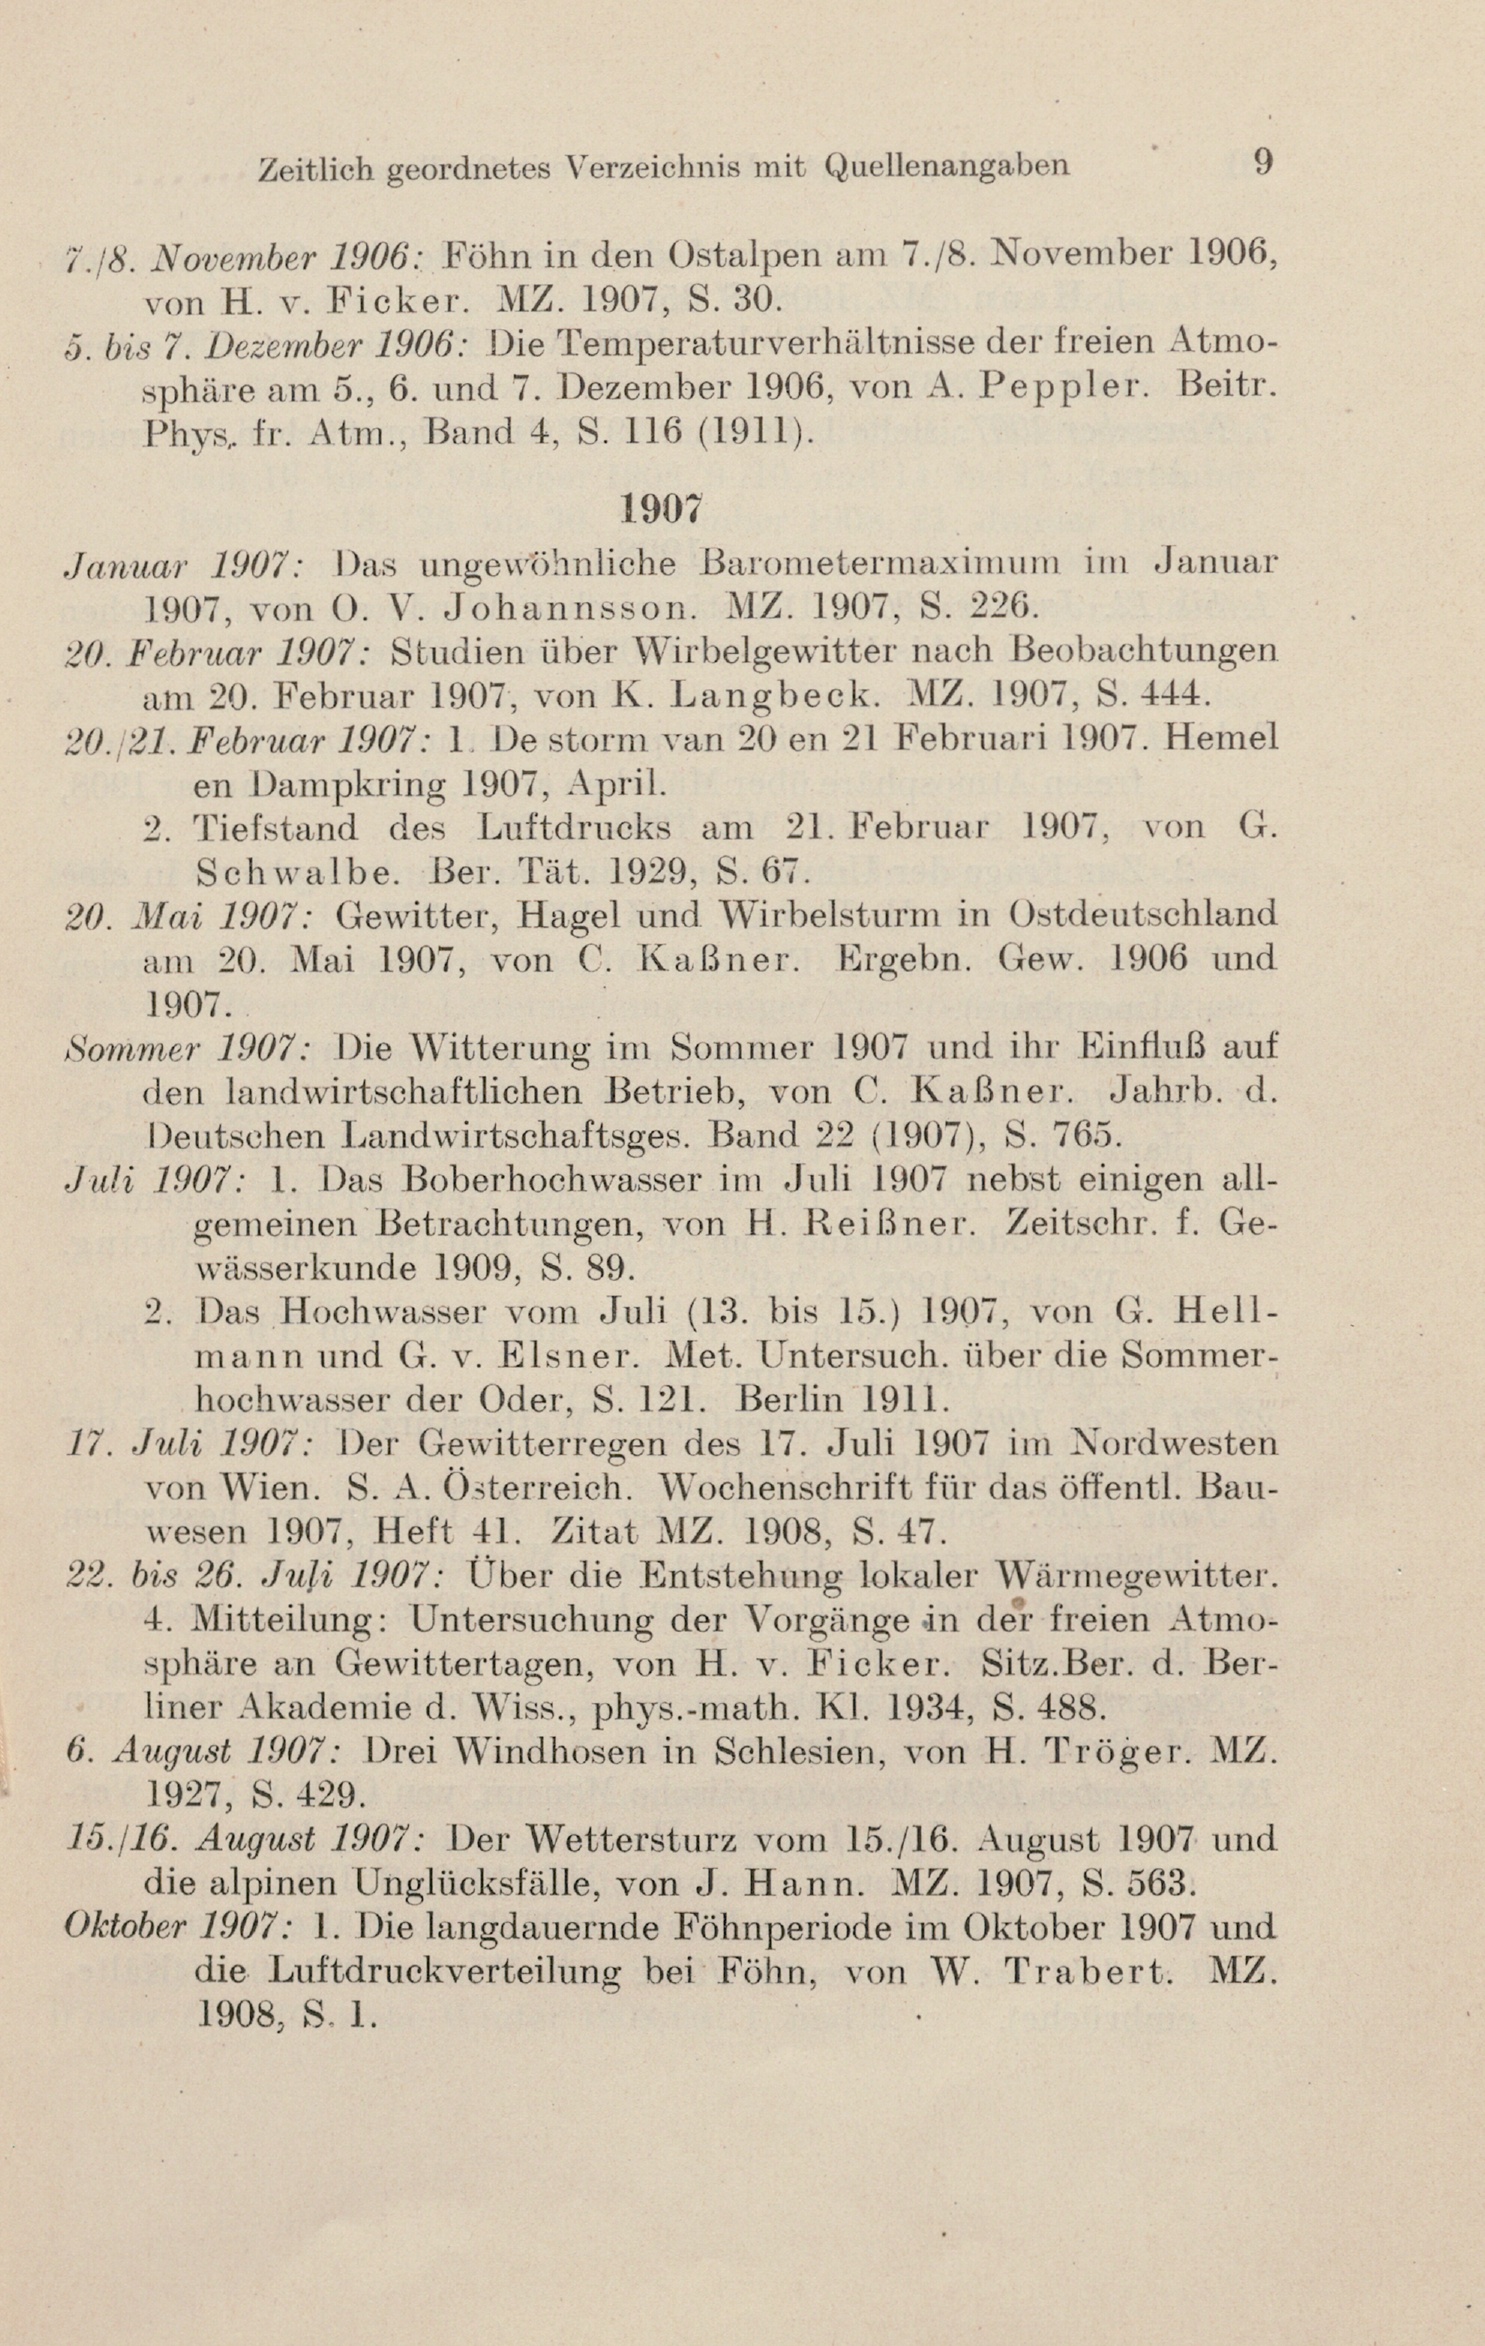 Zeitlich geordnetes Verzeichnis mit Quellenangaben 9
7./8. November 1906: Föhn in den Ostalpen am 7./8. November 1906,
von H. v. Ficker. MZ. 1907, S. 30.
5. bis 7. Dezember 1906: Die Temperaturverhältnisse der freien Atmo-
sphäre am 5., 6. und 7. Dezember 1906, von A. Peppler. Beitr.
Phys. fr. Atm., Band 4, S. 116 (1911).
1907
Januar 1907: Das ungewöhnliche Barometermaximum im Januar
1907, von O. V. Johannsson. MZ. 1907, S. 226.
20. Februar 1907: Studien über Wirbelgewitter nach Beobachtungen
am 20. Februar 1907, von K. Langbeck. MZ. 1907, S. 444.
20./21. Februar 1907: 1. De storm van 20 en 21 Februari 1907. Hemel
en Dampkring 1907, April.
2. Tiefstand des Luftdrucks am 21. Februar 1907, von G.
Schwalbe. Ber. Tät. 1929, S. 67.
20. Mai 1907: Gewitter, Hagel und Wirbelsturm in Ostdeutschland
am 20. Mai 1907, von C. Kaßner. Ergebn. Gew. 1906 und
1907.
Sommer 1907: Die Witterung im Sommer 1907 und ihr Einfluß auf
den landwirtschaftlichen Betrieb, von C. Kaßner. Jahrb. d.
Deutschen Landwirtschaftsges. Band 22 (1907), S. 765.
Juli 1907: 1. Das Boberhochwasser im Juli 1907 nebst einigen all-
gemeinen Betrachtungen, von H. Reißner. Zeitschr. f. Ge-
wässerkunde 1909, S. 89.
2. Das Hochwasser vom Juli (13. bis 15.) 1907, von G. Hell-
mann und G. v. Elsner. Met. Untersuch. über die Sommer-
hochwasser der Oder, S. 121. Berlin 1911.
17. Juli 1907: Der Gewitterregen des 17. Juli 1907 im Nordwesten
von Wien. S. A. Österreich. Wochenschrift für das öffentl. Bau-
wesen 1907, Heft 41. Zitat MZ. 1908, S. 47.
22. bis 26. Juli 1907: Über die Entstehung lokaler Wärmegewitter.
4. Mitteilung: Untersuchung der Vorgänge in der freien Atmo-
sphäre an Gewittertagen, von H. v. Ficker. Sitz.Ber. d. Ber-
liner Akademie d. Wiss., phys.-math. Kl. 1934, S. 488.
6. August 1907: Drei Windhosen in Schlesien, von H. Tröger. MZ.
1927, S. 429.
15./16. August 1907: Der Wettersturz vom 15./16. August 1907 und
die alpinen Unglücksfälle, von J. Hann. MZ. 1907, S. 563.
Oktober 1907: 1. Die langdauernde Föhnperiode im Oktober 1907 und
die Luftdruckverteilung bei Föhn, von W. Trabert. MZ.
1908, S. 1.